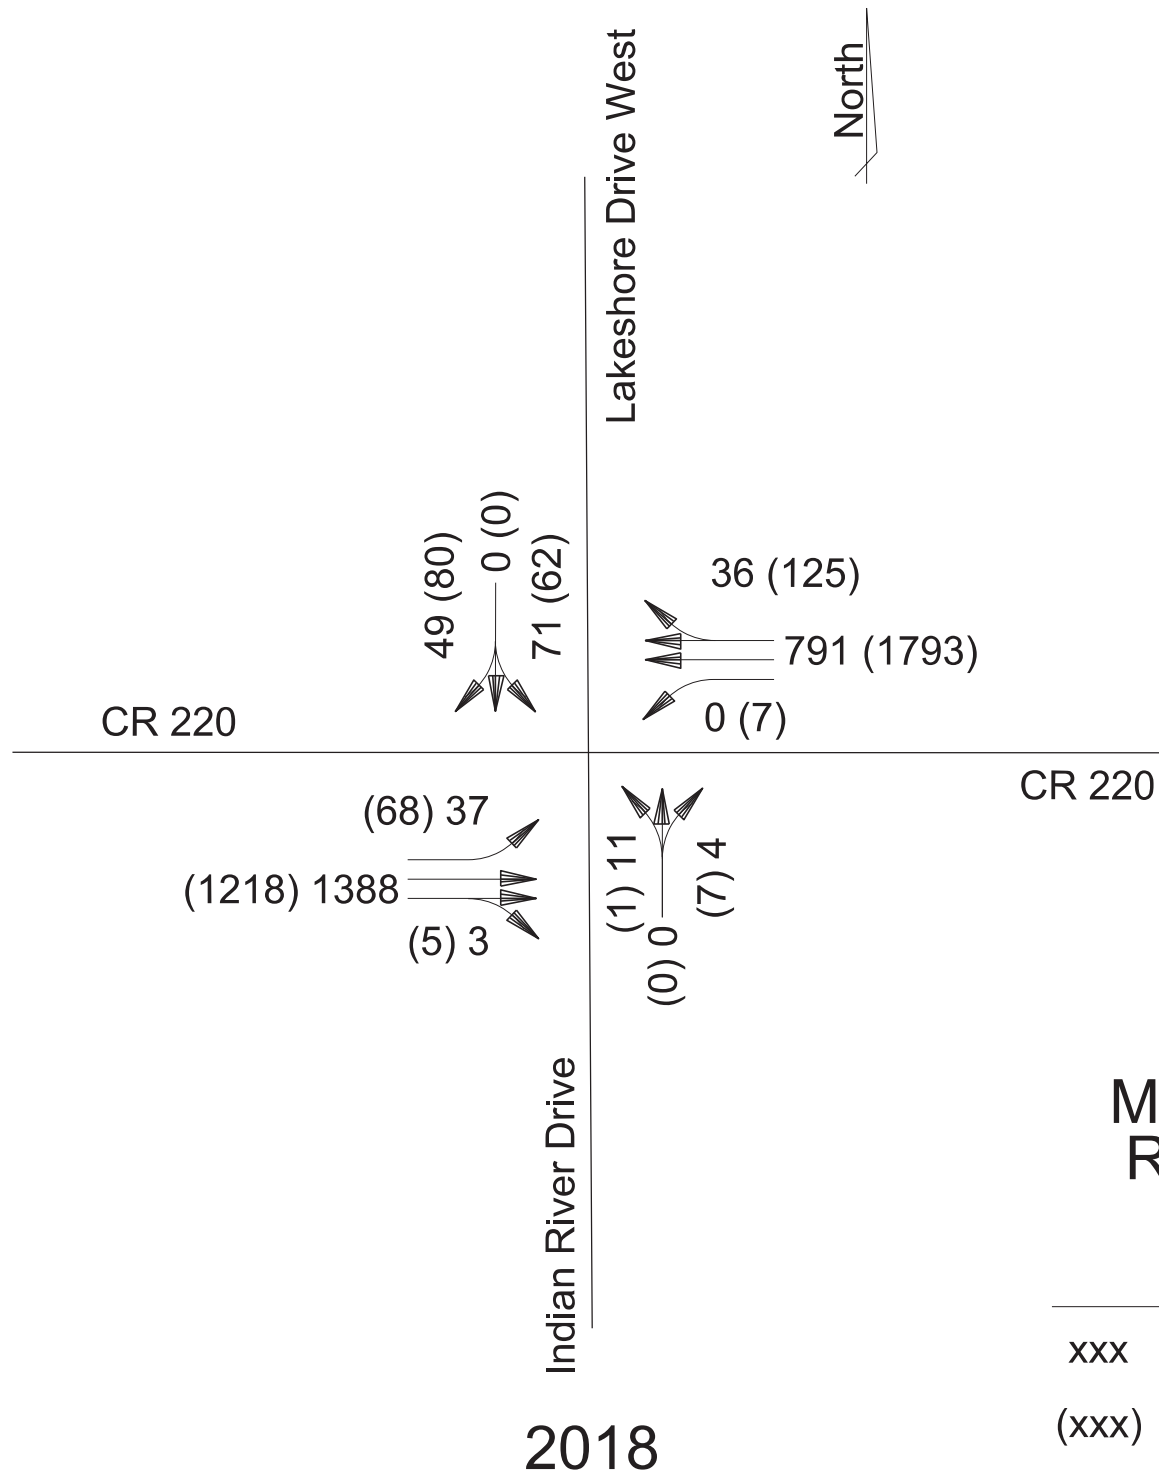 North
Lakeshore Drive West
49 (80)
0 (0)
71 (62)
36 (125)
791 (1793)
0 (7)
CR 220
CR 220
(68) 37
(1218) 1388
(5) 3
(1) 11
(0) 0
(7) 4
Indian River Drive
M
R
xxx
(xxx)
2018